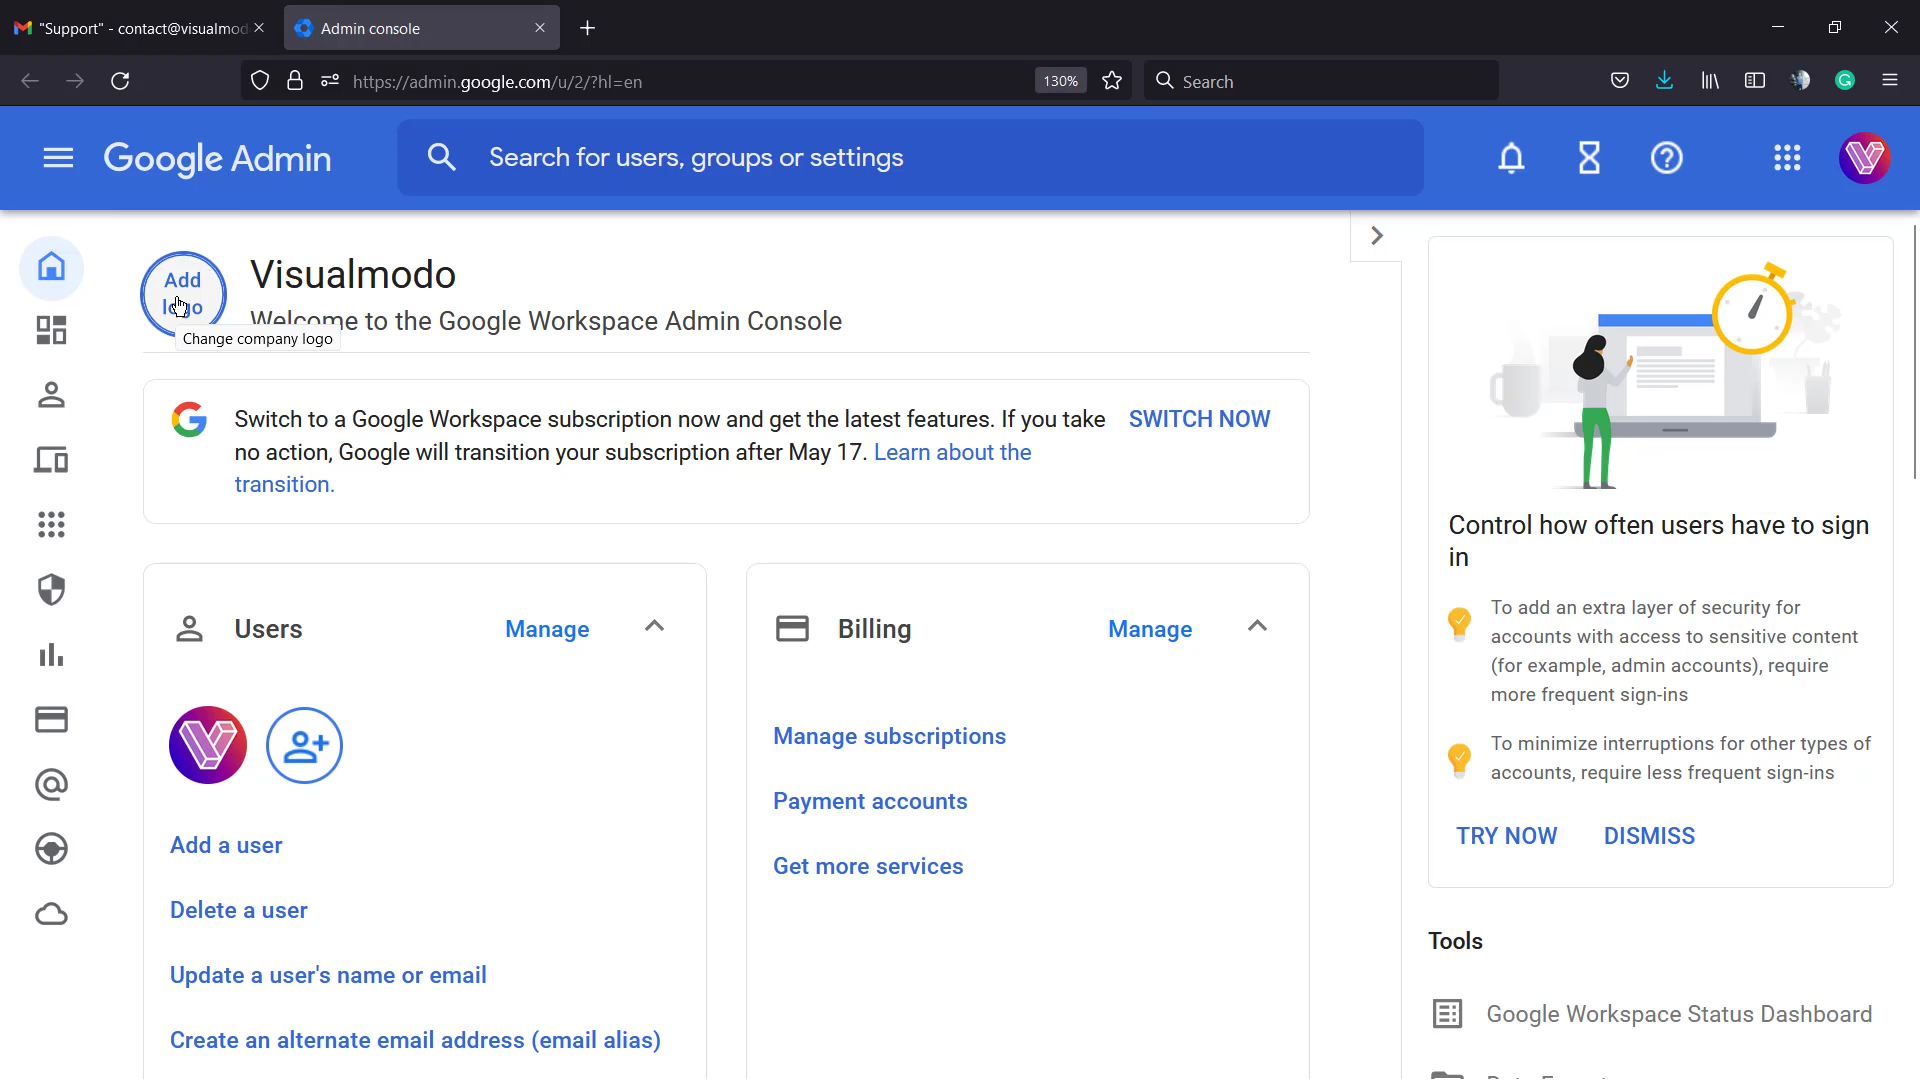 "Support" - contact@visualmod
Admin console
https://admin.google.com/u/2/?hl=en
130%
Search
Google Admin
Search for users, groups or settings
Add
logo
Visualmodo
Welcome to the Google Workspace Admin Console
Change company logo
Switch to a Google Workspace subscription now and get the latest features. If you take
no action, Google will transition your subscription after May 17. Learn about the
transition.
SWITCH NOW
Users
Manage
Add a user
Delete a user
Update a user's name or email
Create an alternate email address (email alias)
Billing
Manage
Manage subscriptions
Payment accounts
Get more services
Control how often users have to sign
in
To add an extra layer of security for
accounts with access to sensitive content
(for example, admin accounts), require
more frequent sign-ins
To minimize interruptions for other types of
accounts, require less frequent sign-ins
TRY NOW
DISMISS
Tools
Google Workspace Status Dashboard